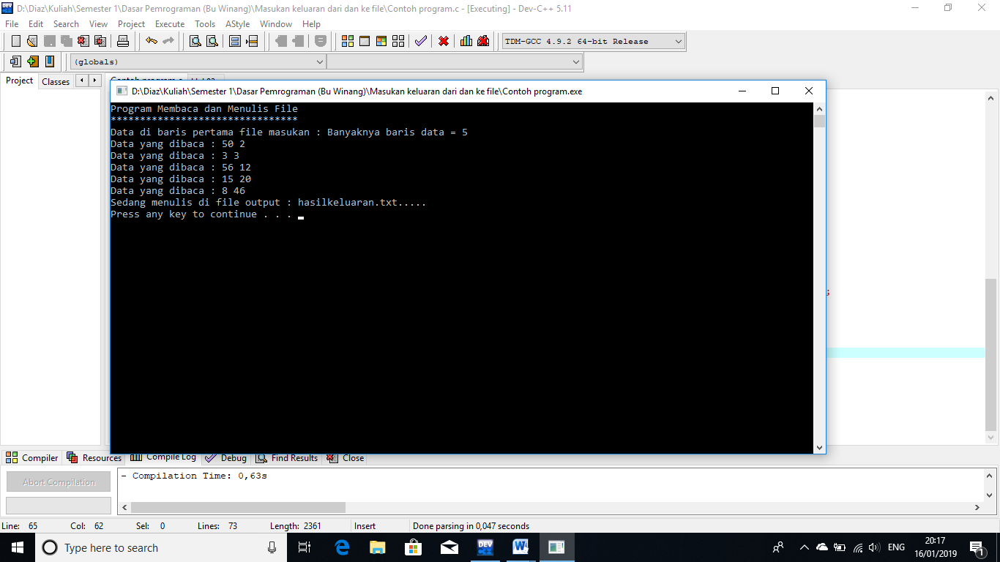 D:\Diaz\Kuliah\Semester 1\Dasar Pemrograman (Bu Winang)\Masukan keluaran dari dan ke file\Contoh program.c - [Executing] - Dev-C++ 5.11
File Edit Search View Project Execute Tools AStyle Window Help
TDM-GCC 4.9.2 64-bit Release
(globals)
Project Classes
D:\Diaz\Kuliah\Semester 1\Dasar Pemrograman (Bu Winang)\Masukan keluaran dari dan ke file\Contoh program.exe
Program Membaca dan Menulis File
********************************
Data di baris pertama file masukan : Banyaknya baris data = 5
Data yang dibaca : 50 2
Data yang dibaca : 3 3
Data yang dibaca : 56 12
Data yang dibaca : 15 20
Data yang dibaca : 8 46
Sedang menulis di file output : hasilkeluaran.txt.....
Press any key to continue . . .
;
Compiler Resources Compile Log Debug Find Results Close
Abort Compilation
- Compilation Time: 0,63s
Line: 65 Col: 62 Sel: 0 Lines: 73 Length: 2361 Insert Done parsing in 0,047 seconds
Type here to search
DEV
ENG
20:17
16/01/2019
1